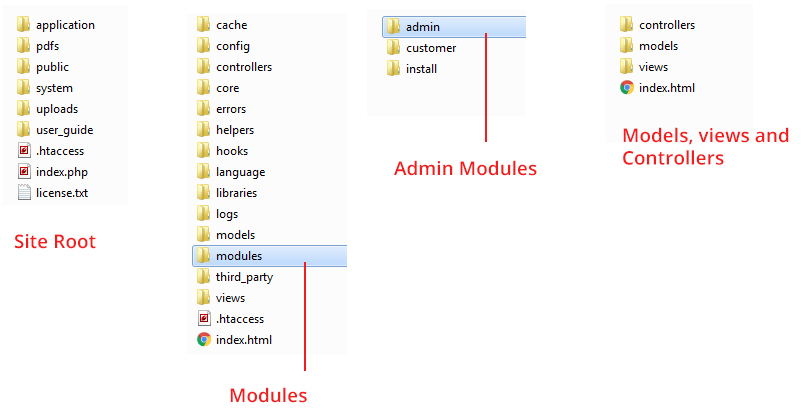 application
pdfs
public
system
uploads
user_guide
.htaccess
index.php
license.txt
Site Root
cache
config
controllers
core
errors
helpers
hooks
language
libraries
logs
models
modules
third_party
views
.htaccess
index.html
Modules
admin
customer
install
Admin Modules
controllers
models
views
index.html
Models, views and
Controllers